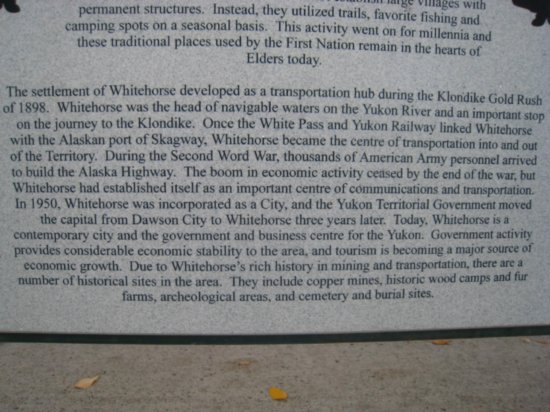 large villages with
permanent structures. Instead, they utilized trails, favorite fishing and
camping spots on a seasonal basis. This activity went on for millennia and
these traditional places used by the First Nation remain in the hearts of
Elders today.
The settlement of Whitehorse developed as a transportation hub during the Klondike Gold Rush
of 1898. Whitehorse was the head of navigable waters on the Yukon River and an important stop
on the journey to the Klondike. Once the White Pass and Yukon Railway linked Whitehorse
with the Alaskan port of Skagway, Whitehorse became the centre of transportation into and out
of the Territory. During the Second Word War, thousands of American Army personnel arrived
to build the Alaska Highway. The boom in economic activity ceased by the end of the war, but
Whitehorse had established itself as an important centre of communications and transportation.
In 1950, Whitehorse was incorporated as a City, and the Yukon Territorial Government moved
the capital from Dawson City to Whitehorse three years later. Today, Whitehorse is a
contemporary city and the government and business centre for the Yukon. Government activity
provides considerable economic stability to the area, and tourism is becoming a major source of
economic growth. Due to Whitehorse's rich history in mining and transportation, there are a
number of historical sites in the area. They include copper mines, historic wood camps and fur
farms, archeological areas, and cemetery and burial sites.